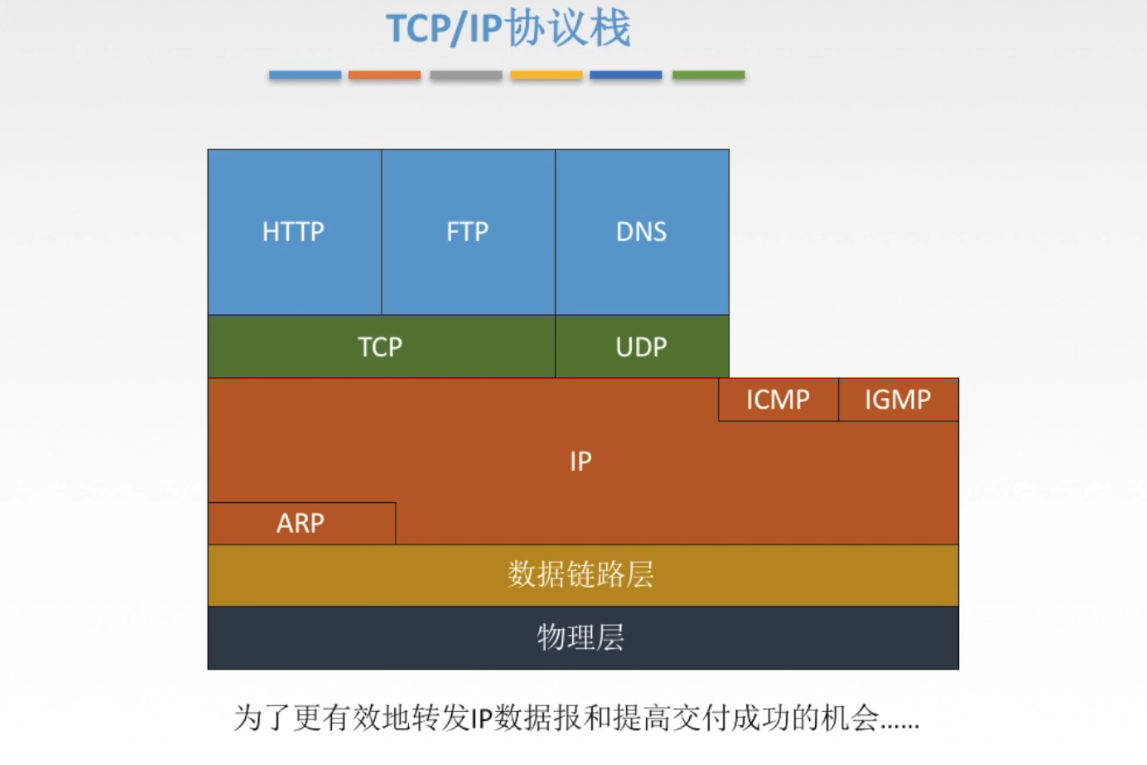 TCP/IP协议栈
HTTP FTP DNS
TCP UDP
ICMP IGMP
IP
ARP
数据链路层
物理层
为了更有效地转发IP数据报和提高交付成功的机会......